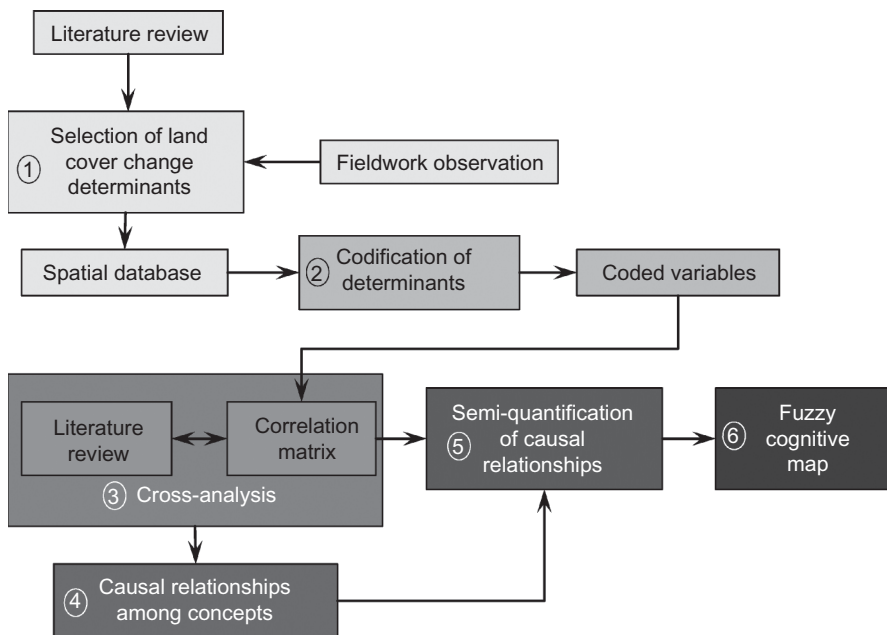 Literature review
① Selection of land
cover change
determinants
Fieldwork observation
Spatial database
② Codification of
determinants
Coded variables
Literature
review
Correlation
matrix
③ Cross-analysis
④ Causal relationships
among concepts
⑤ Semi-quantification
of causal
relationships
⑥ Fuzzy
cognitive
map